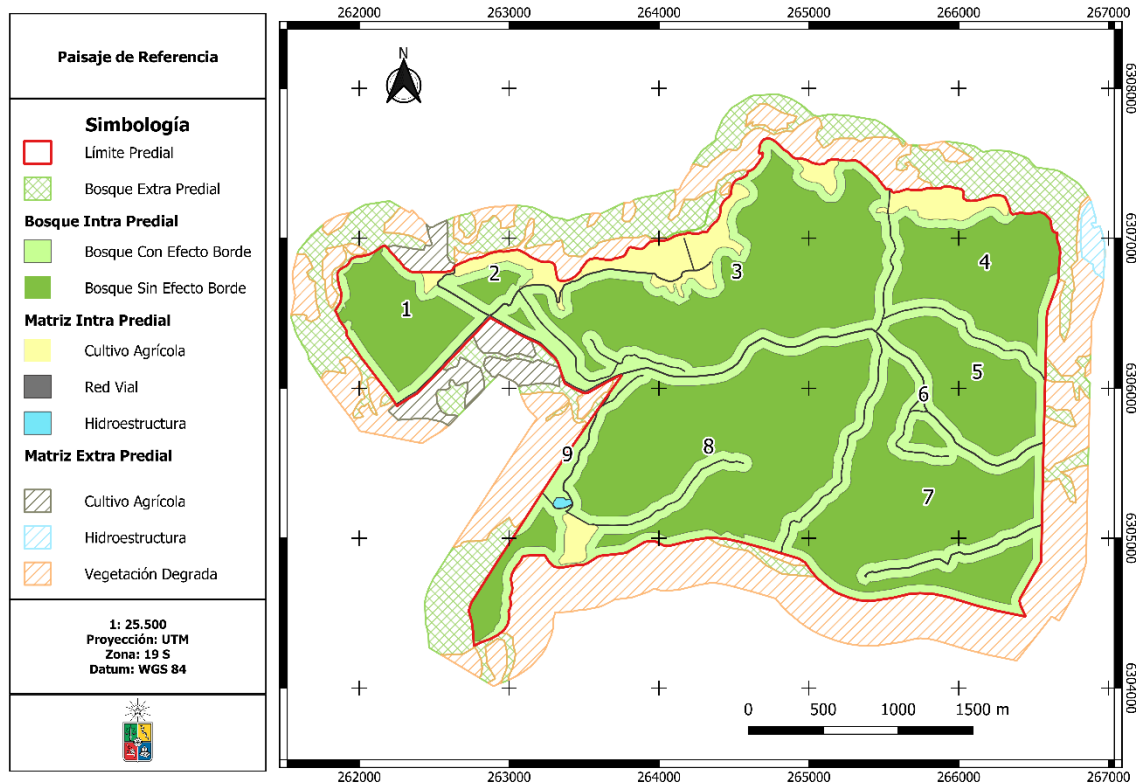 Paisaje de Referencia
Simbología
Límite Predial
Bosque Extra Predial
Bosque Intra Predial
Bosque Con Efecto Borde
Bosque Sin Efecto Borde
Matriz Intra Predial
Cultivo Agrícola
Red Vial
Hidroestructura
Matriz Extra Predial
Cultivo Agrícola
Hidroestructura
Vegetación Degrada
1: 25.500
Proyección: UTM
Zona: 19 S
Datum: WGS 84
262000 263000 264000 265000 266000 267000
N
6308000
6307000
6306000
6305000
6304000
1
2
3
4
5
6
7
8
9
0 500 1000 1500 m
262000 263000 264000 265000 266000 267000